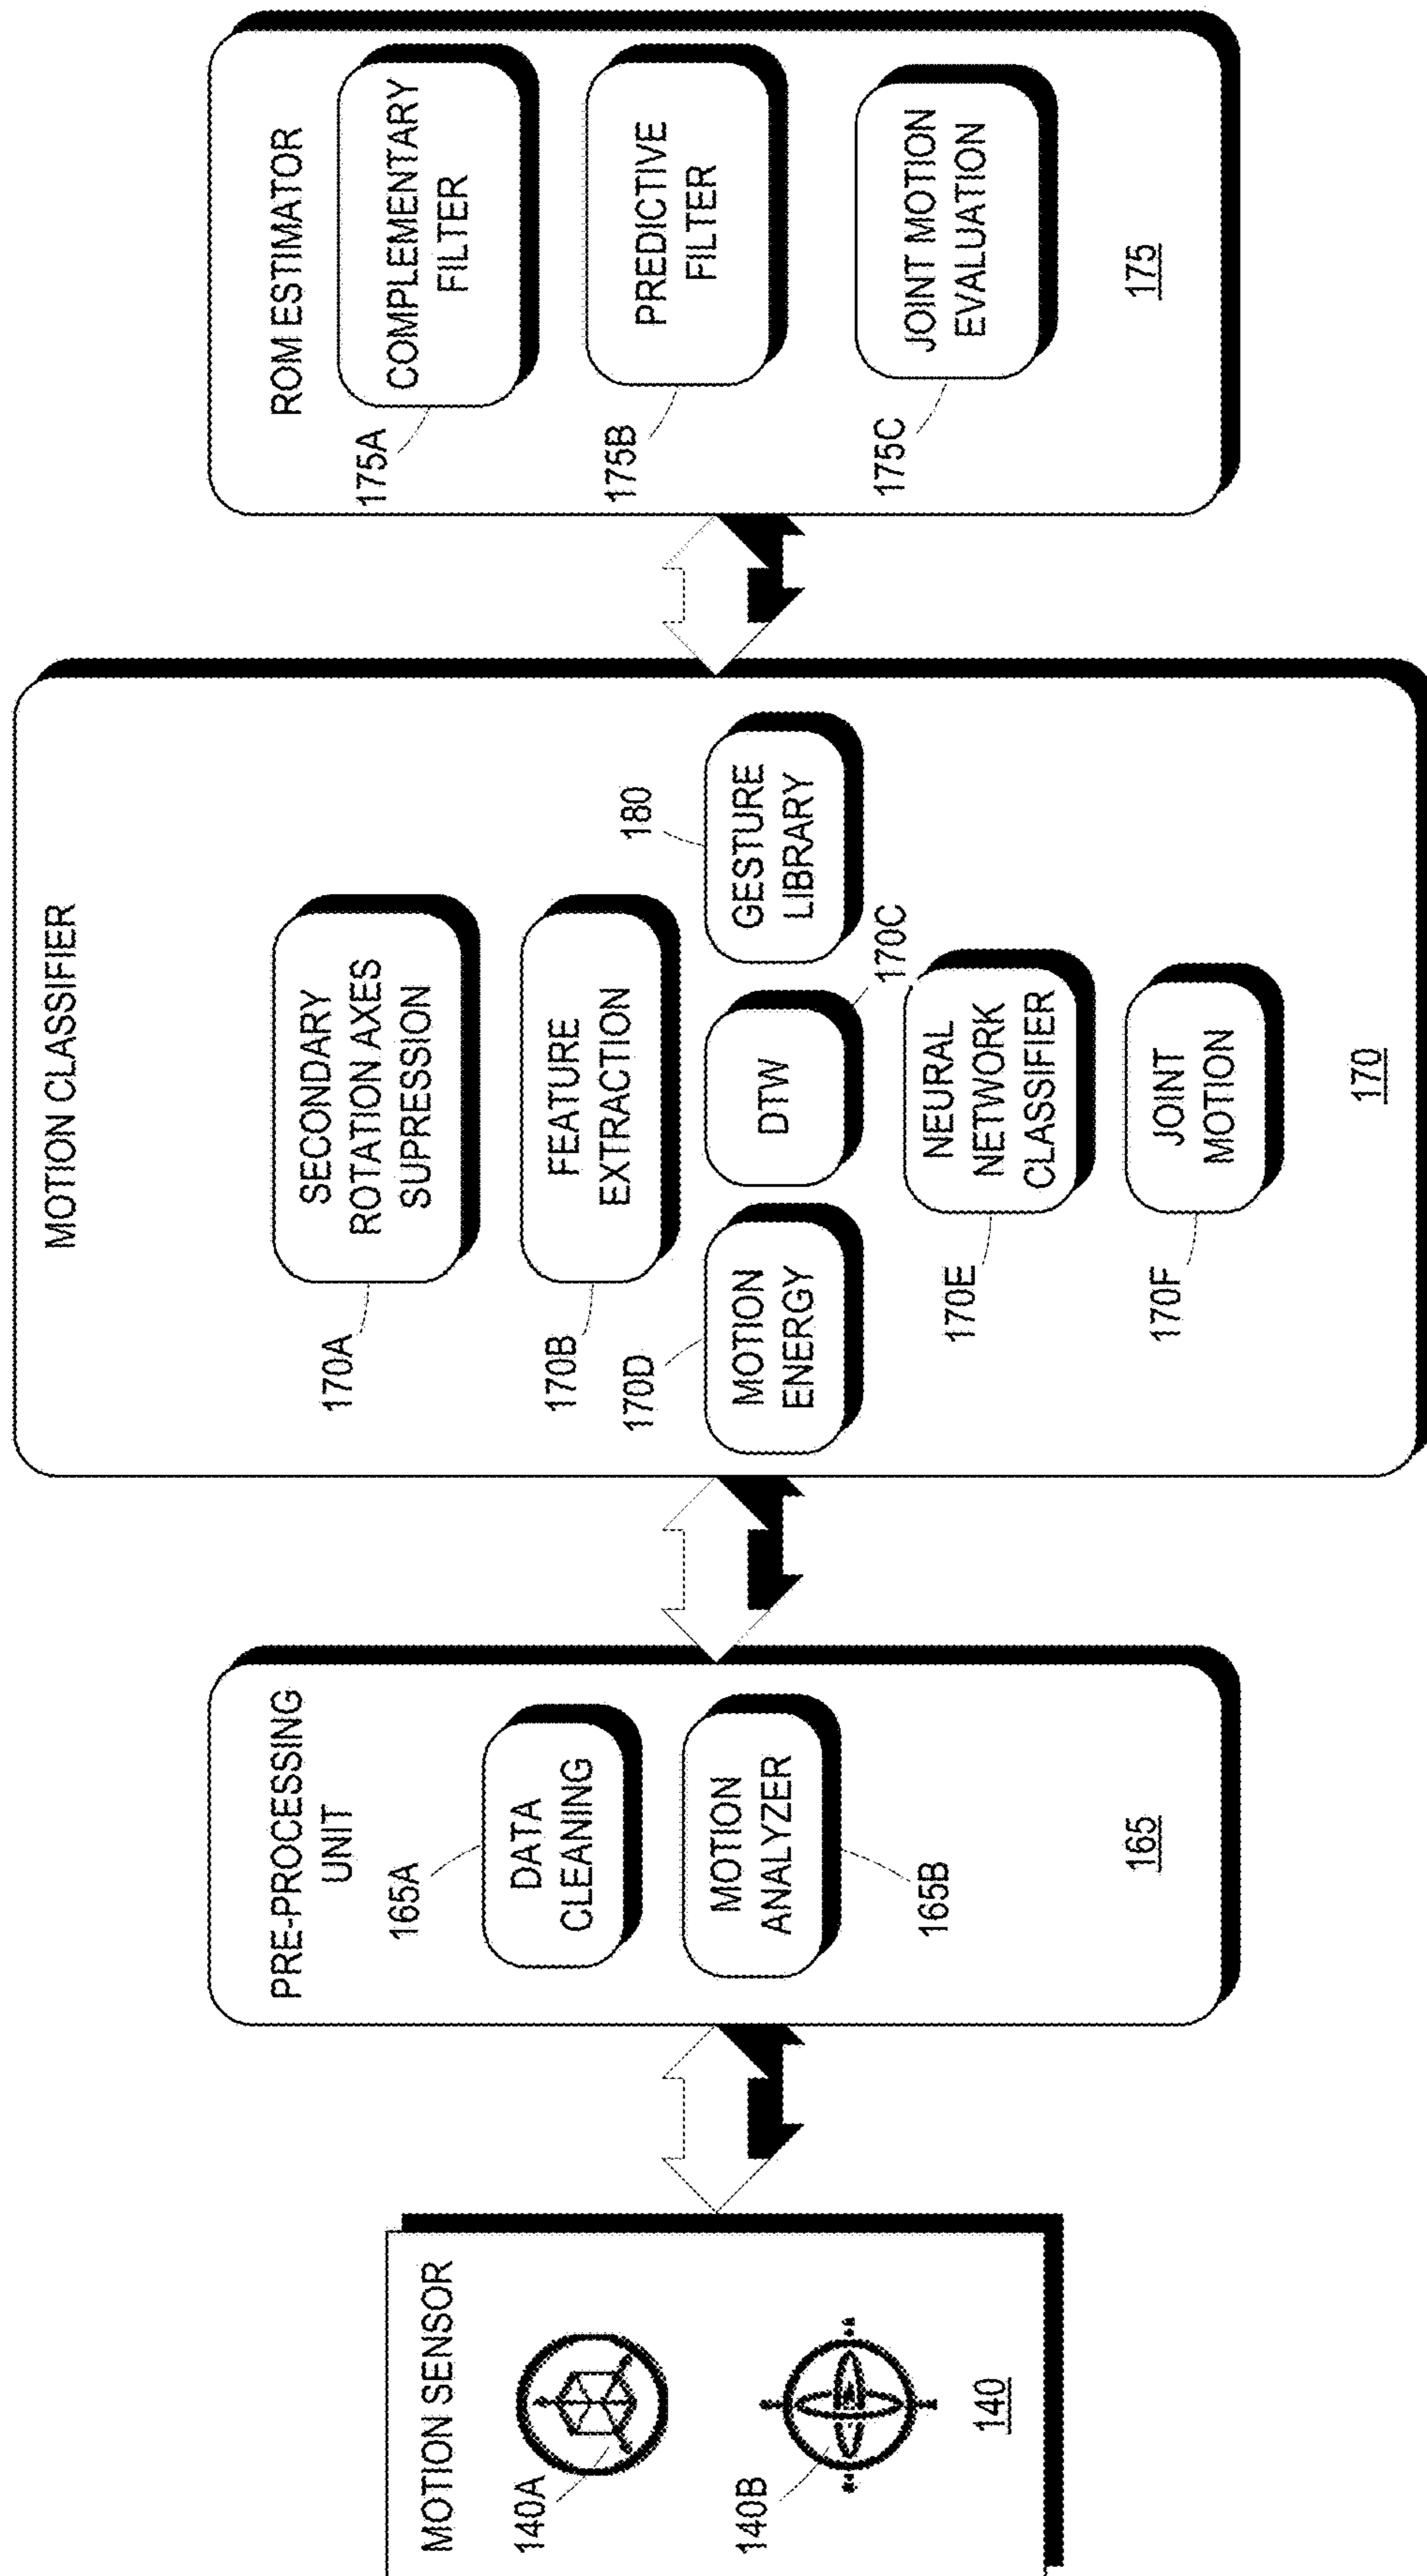 MOTION SENSOR
140A
140B
140
PRE-PROCESSING
UNIT
165A
DATA
CLEANING
MOTION
ANALYZER
165B
165
MOTION CLASSIFIER
170A
SECONDARY
ROTATION AXES
SUPRESSION
170B
FEATURE
EXTRACTION
170D
MOTION
ENERGY
DTW
170C
180
GESTURE
LIBRARY
170E
NEURAL
NETWORK
CLASSIFIER
170F
JOINT
MOTION
170
ROM ESTIMATOR
175A
COMPLEMENTARY
FILTER
175B
PREDICTIVE
FILTER
175C
JOINT MOTION
EVALUATION
175